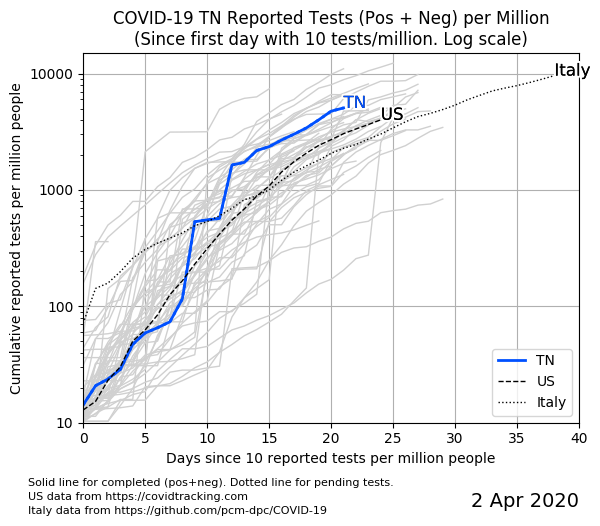 COVID-19 TN Reported Tests (Pos + Neg) per Million
(Since first day with 10 tests/million. Log scale)
Cumulative reported tests per million people
10000
1000
100
10
Italy
TN
US
TN
US
Italy
0 5 10 15 20 25 30 35 40
Days since 10 reported tests per million people
Solid line for completed (pos+neg). Dotted line for pending tests.
US data from https://covidtracking.com
Italy data from https://github.com/pcm-dpc/COVID-19
2 Apr 2020